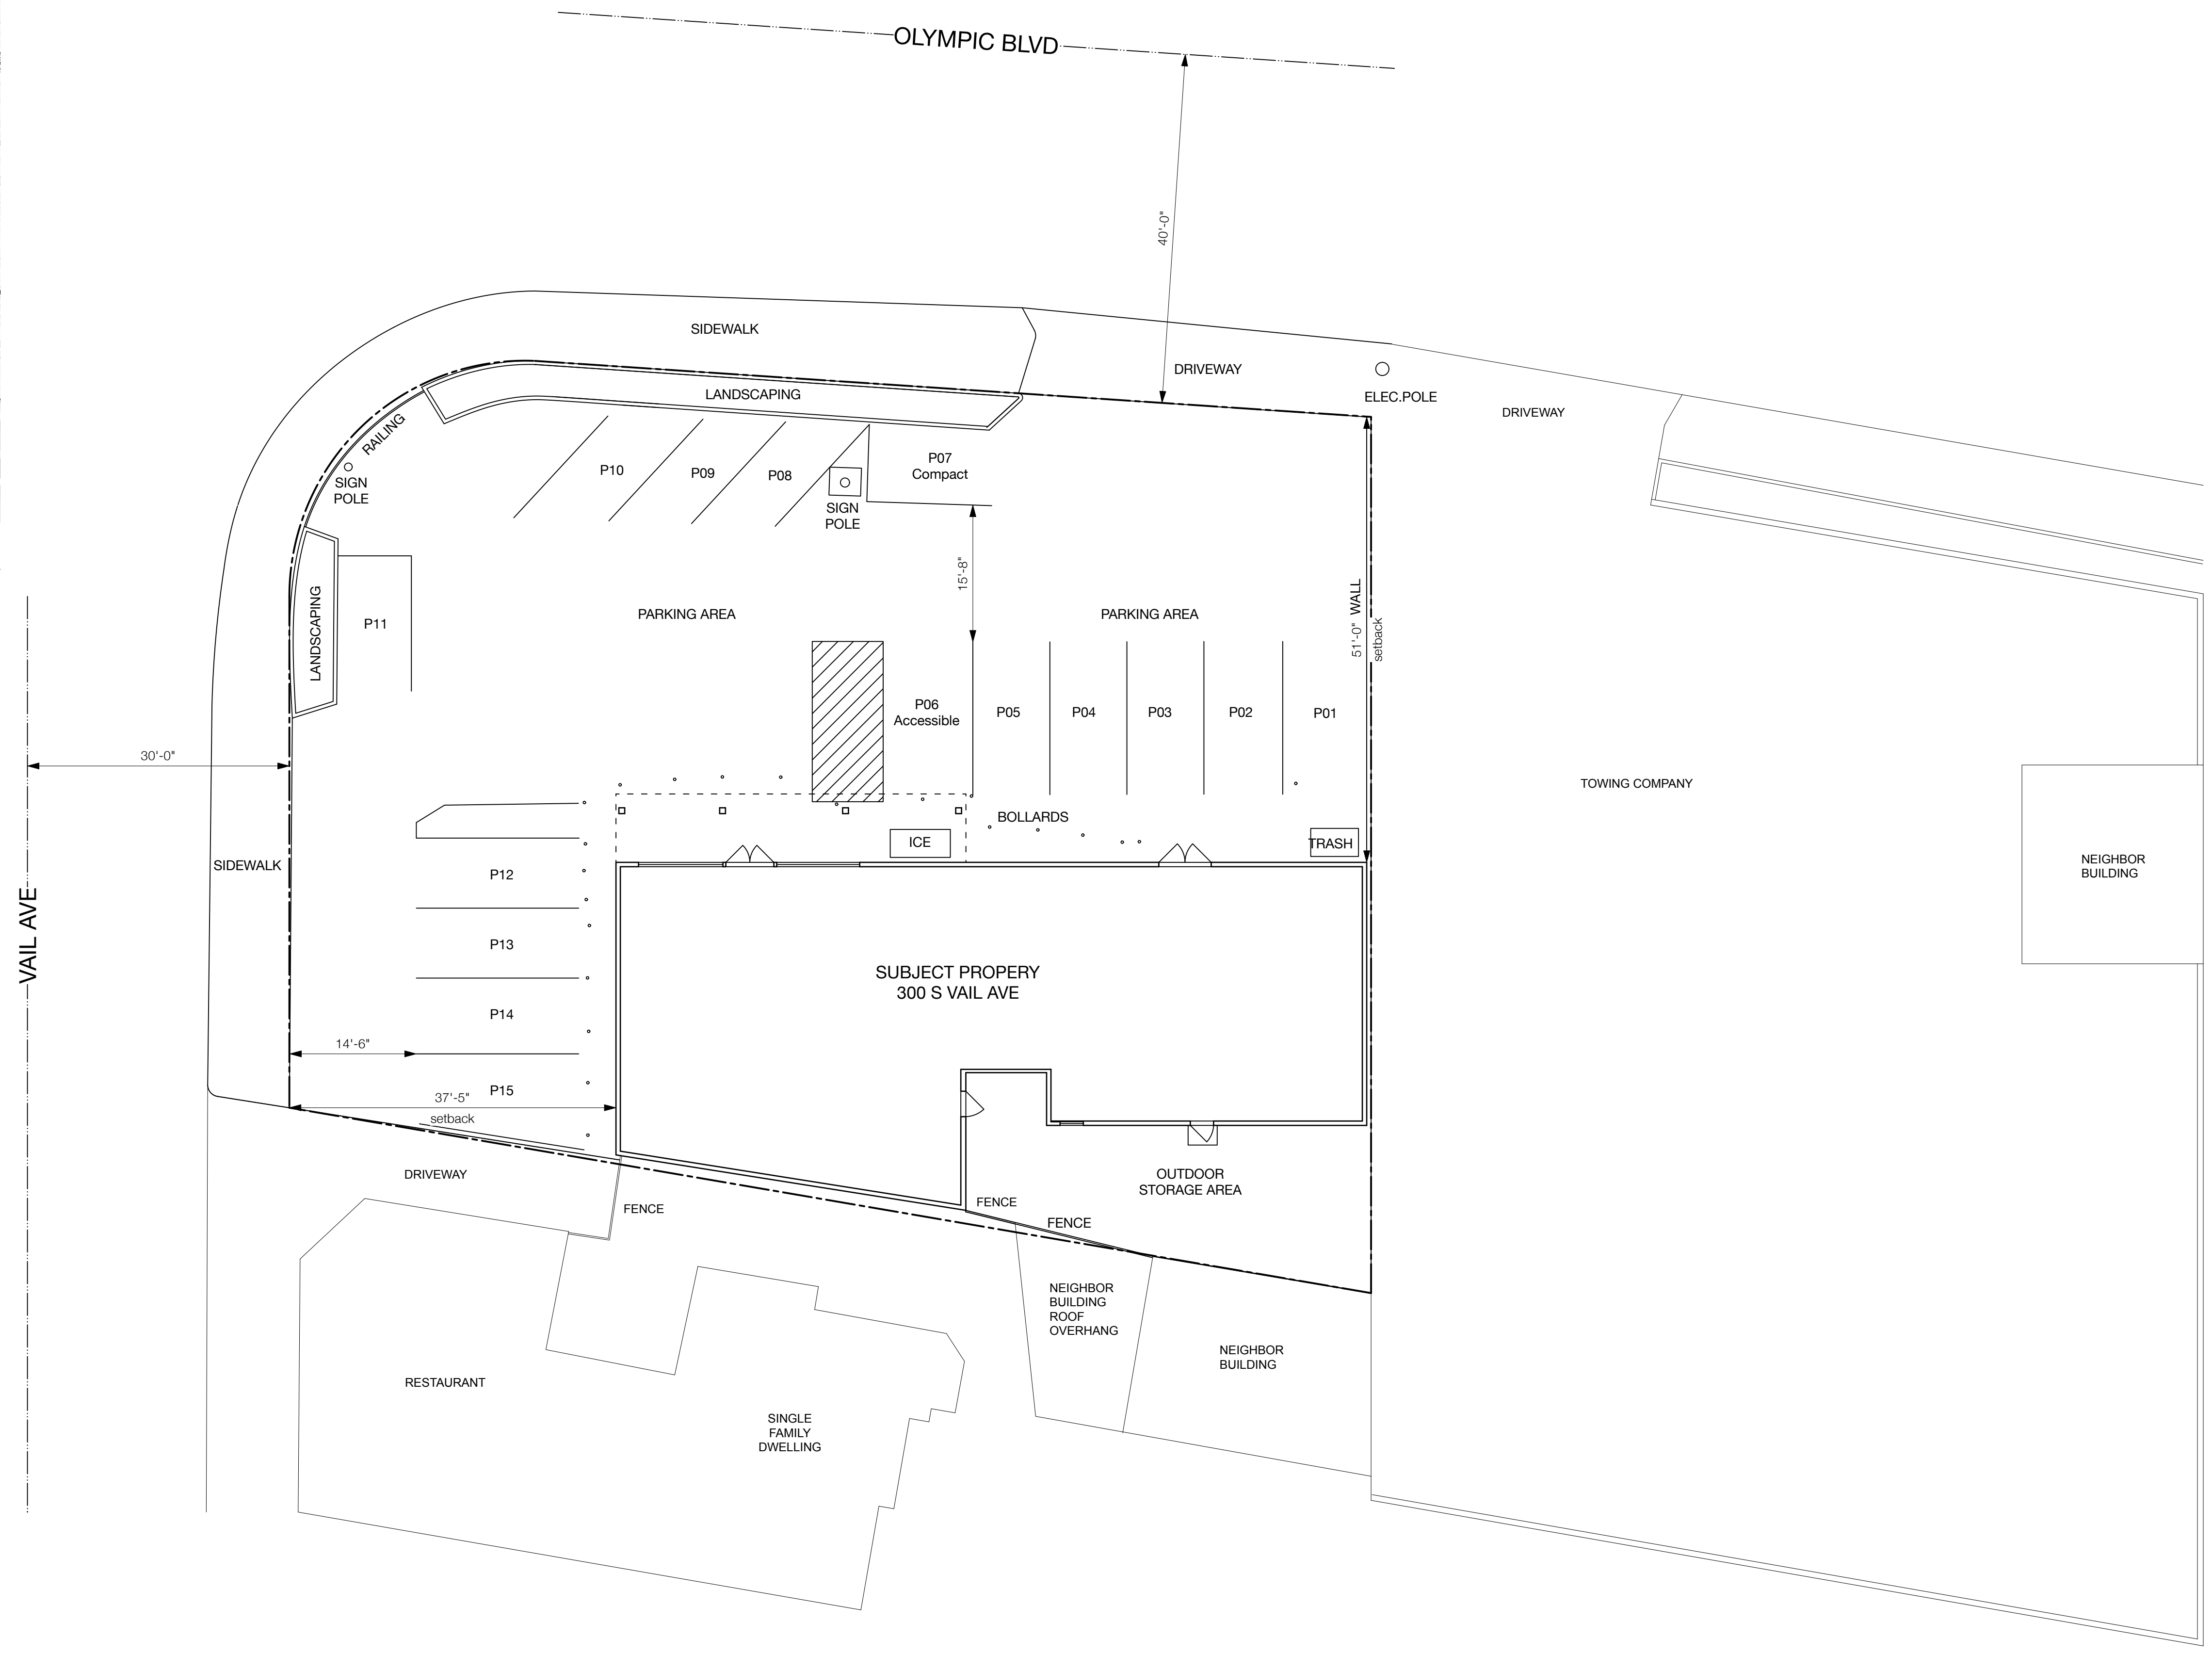 OLYMPIC BLVD
40'-0"
SIDEWALK
DRIVEWAY
ELEC.POLE
DRIVEWAY
LANDSCAPING
RAILING
SIGN
POLE
P10
P09
P08
P07
Compact
SIGN
POLE
15'-8"
LANDSCAPING
P11
PARKING AREA
PARKING AREA
51'-0" WALL
setback
P06
Accessible
P05
P04
P03
P02
P01
30'-0"
TOWING COMPANY
BOLLARDS
ICE
TRASH
SIDEWALK
VAIL AVE
P12
P13
P14
P15
14'-6"
37'-5"
setback
NEIGHBOR
BUILDING
SUBJECT PROPERY
300 S VAIL AVE
DRIVEWAY
FENCE
FENCE
FENCE
OUTDOOR
STORAGE AREA
NEIGHBOR
BUILDING
ROOF
OVERHANG
NEIGHBOR
BUILDING
RESTAURANT
SINGLE
FAMILY
DWELLING